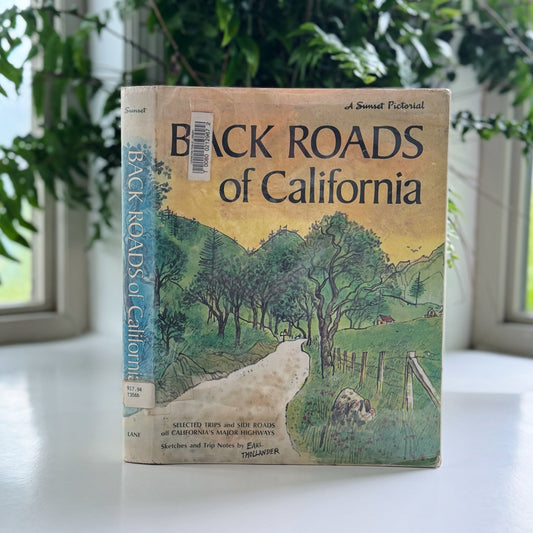 Sunset
BACK ROADS of California
917.94
T366b
LANE
A Sunset Pictorial
BACK ROADS
of California
SELECTED TRIPS and SIDE ROADS
off CALIFORNIA'S MAJOR HIGHWAYS
Sketches and Trip Notes by EARL
THOLLANDER